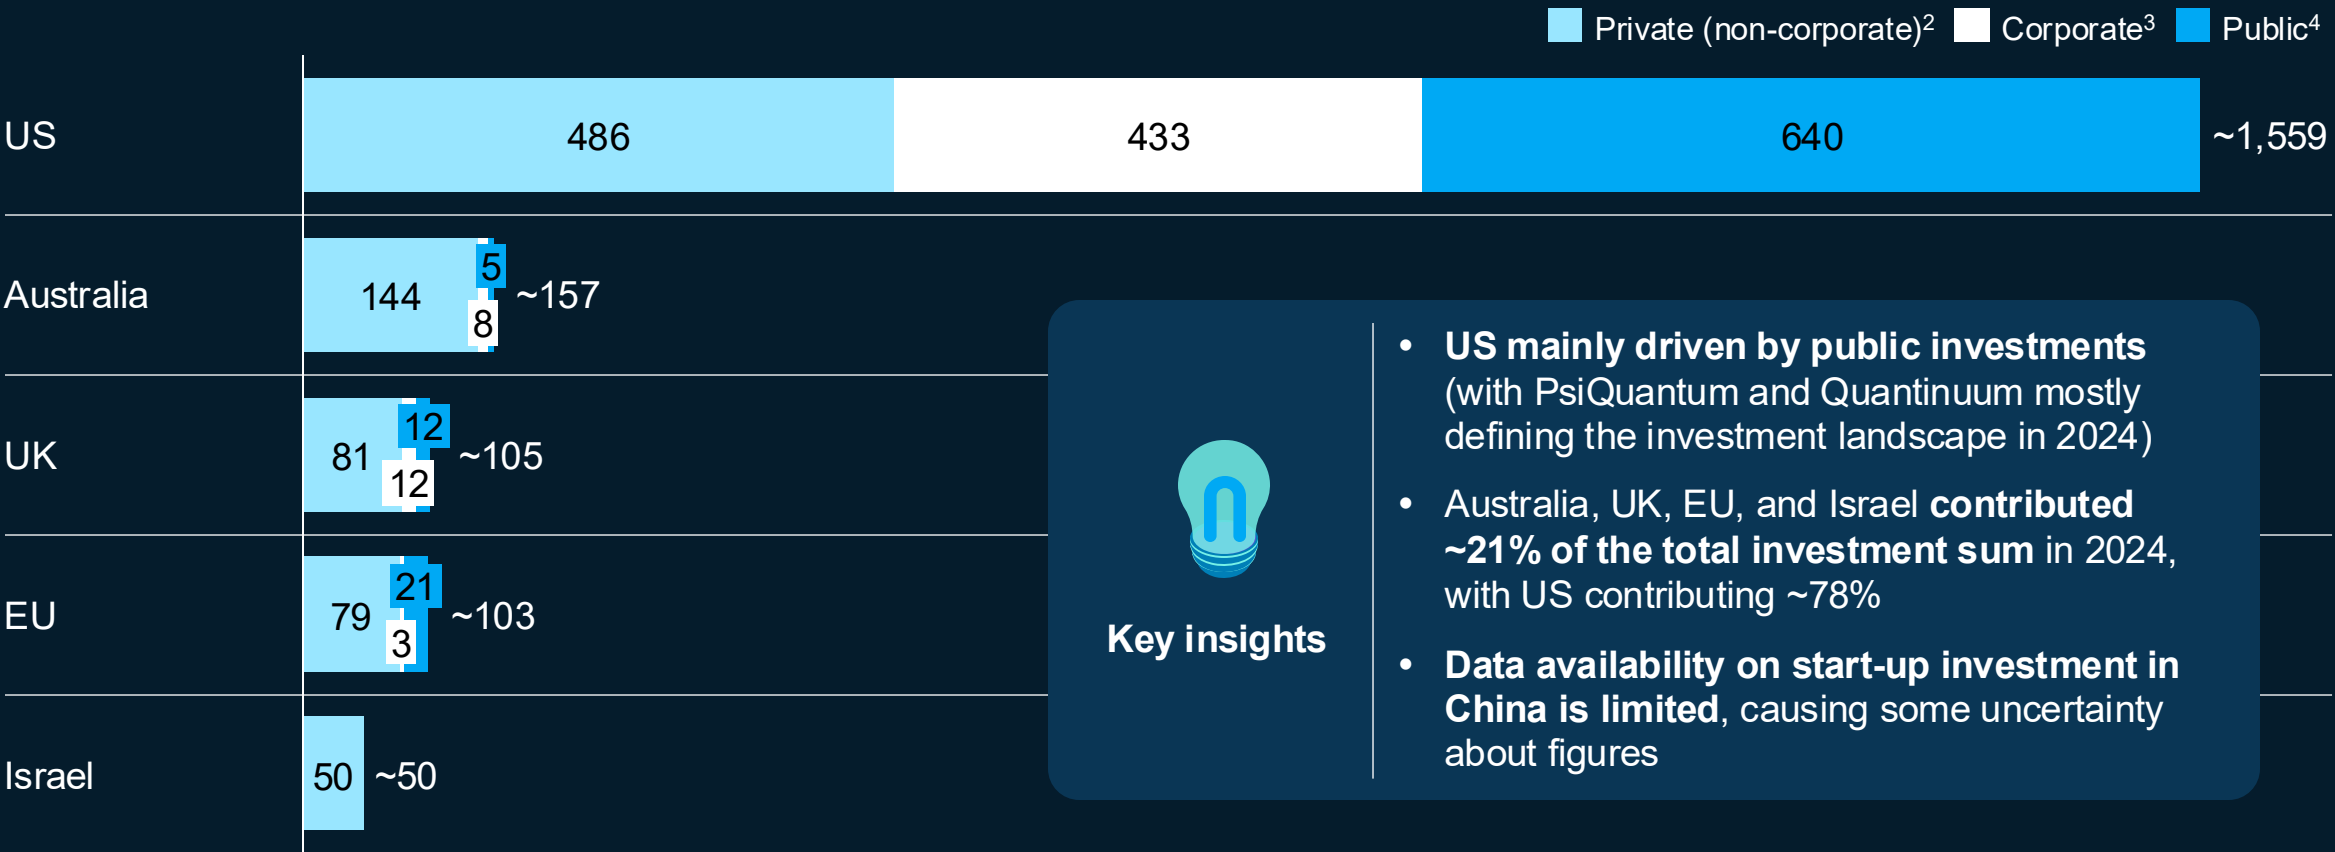 Private (non-corporate)² Corporate³ Public⁴
US 486 433 640 ~1,559
Australia 144 8 5 ~157
UK 81 12 12 ~105
EU 79 3 21 ~103
Israel 50 ~50
Key insights
• US mainly driven by public investments
(with PsiQuantum and Quantinuum mostly
defining the investment landscape in 2024)
• Australia, UK, EU, and Israel contributed
~21% of the total investment sum in 2024,
with US contributing ~78%
• Data availability on start-up investment in
China is limited, causing some uncertainty
about figures